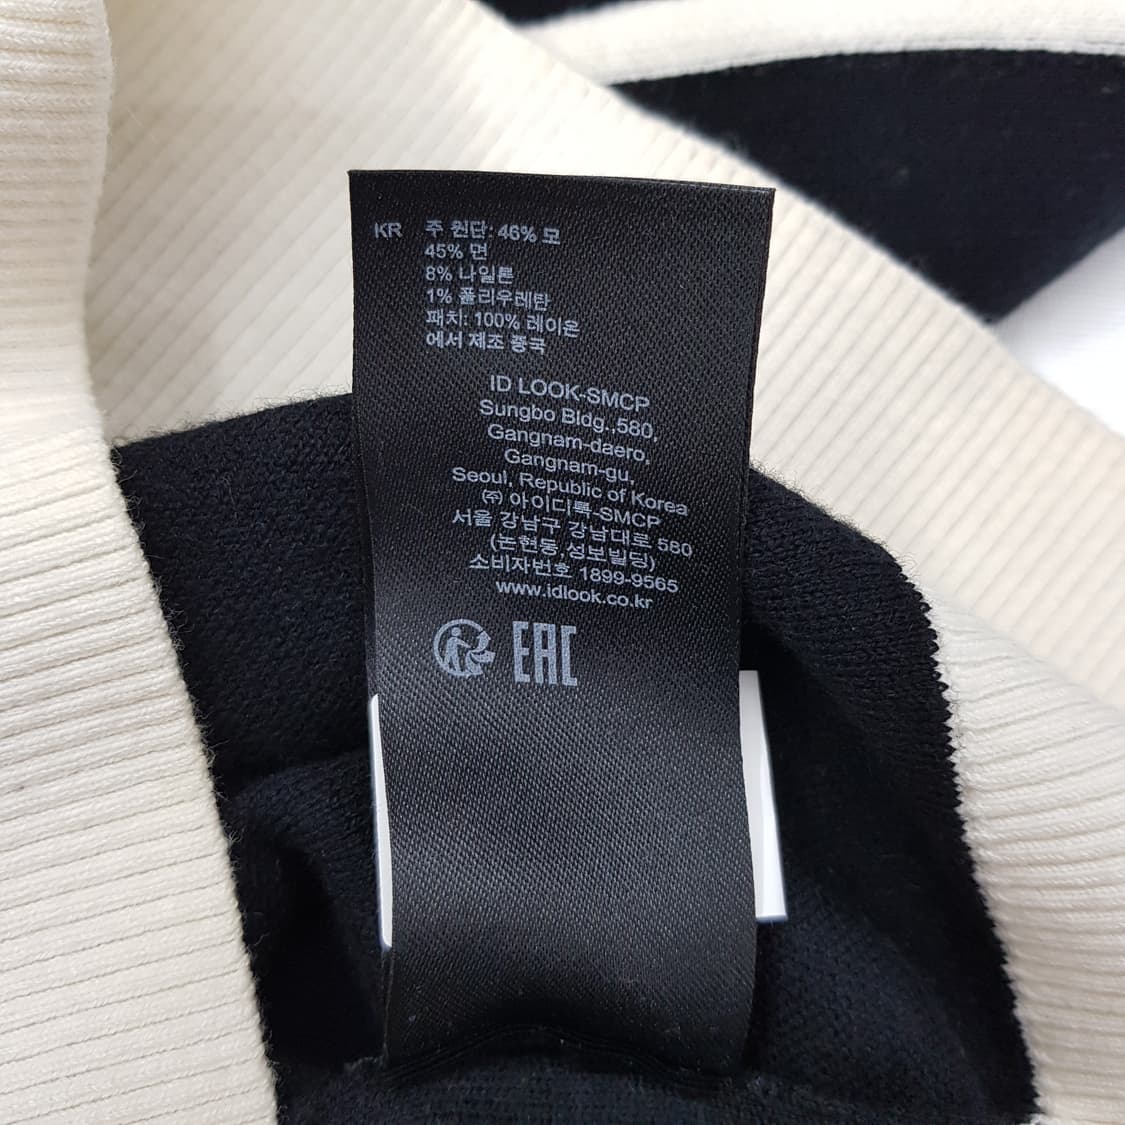 KR 주 원단: 46% 모
45% 면
8% 나일론
1% 폴리우레탄
패치: 100% 레이온
에서 제조 중국
ID LOOK-SMCP
Sungbo Bldg.,580,
Gangnam-daero,
Gangnam-gu,
Seoul, Republic of Korea
㈜ 아이디룩-SMCP
서울 강남구 강남대로 580
(논현동,성보빌딩)
소비자번호 1899-9565
www.idlook.co.kr
EAC